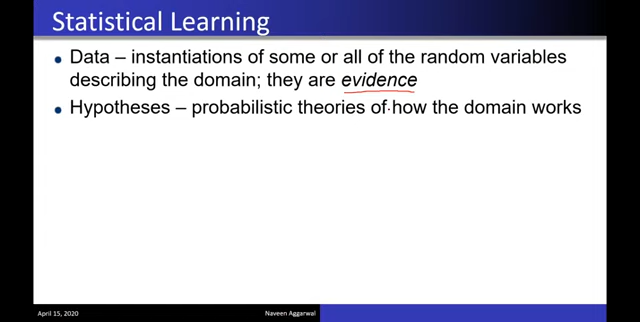 Statistical Learning
Data – instantiations of some or all of the random variables
describing the domain; they are evidence
Hypotheses – probabilistic theories of how the domain works
April 15, 2020
Naveen Aggarwal